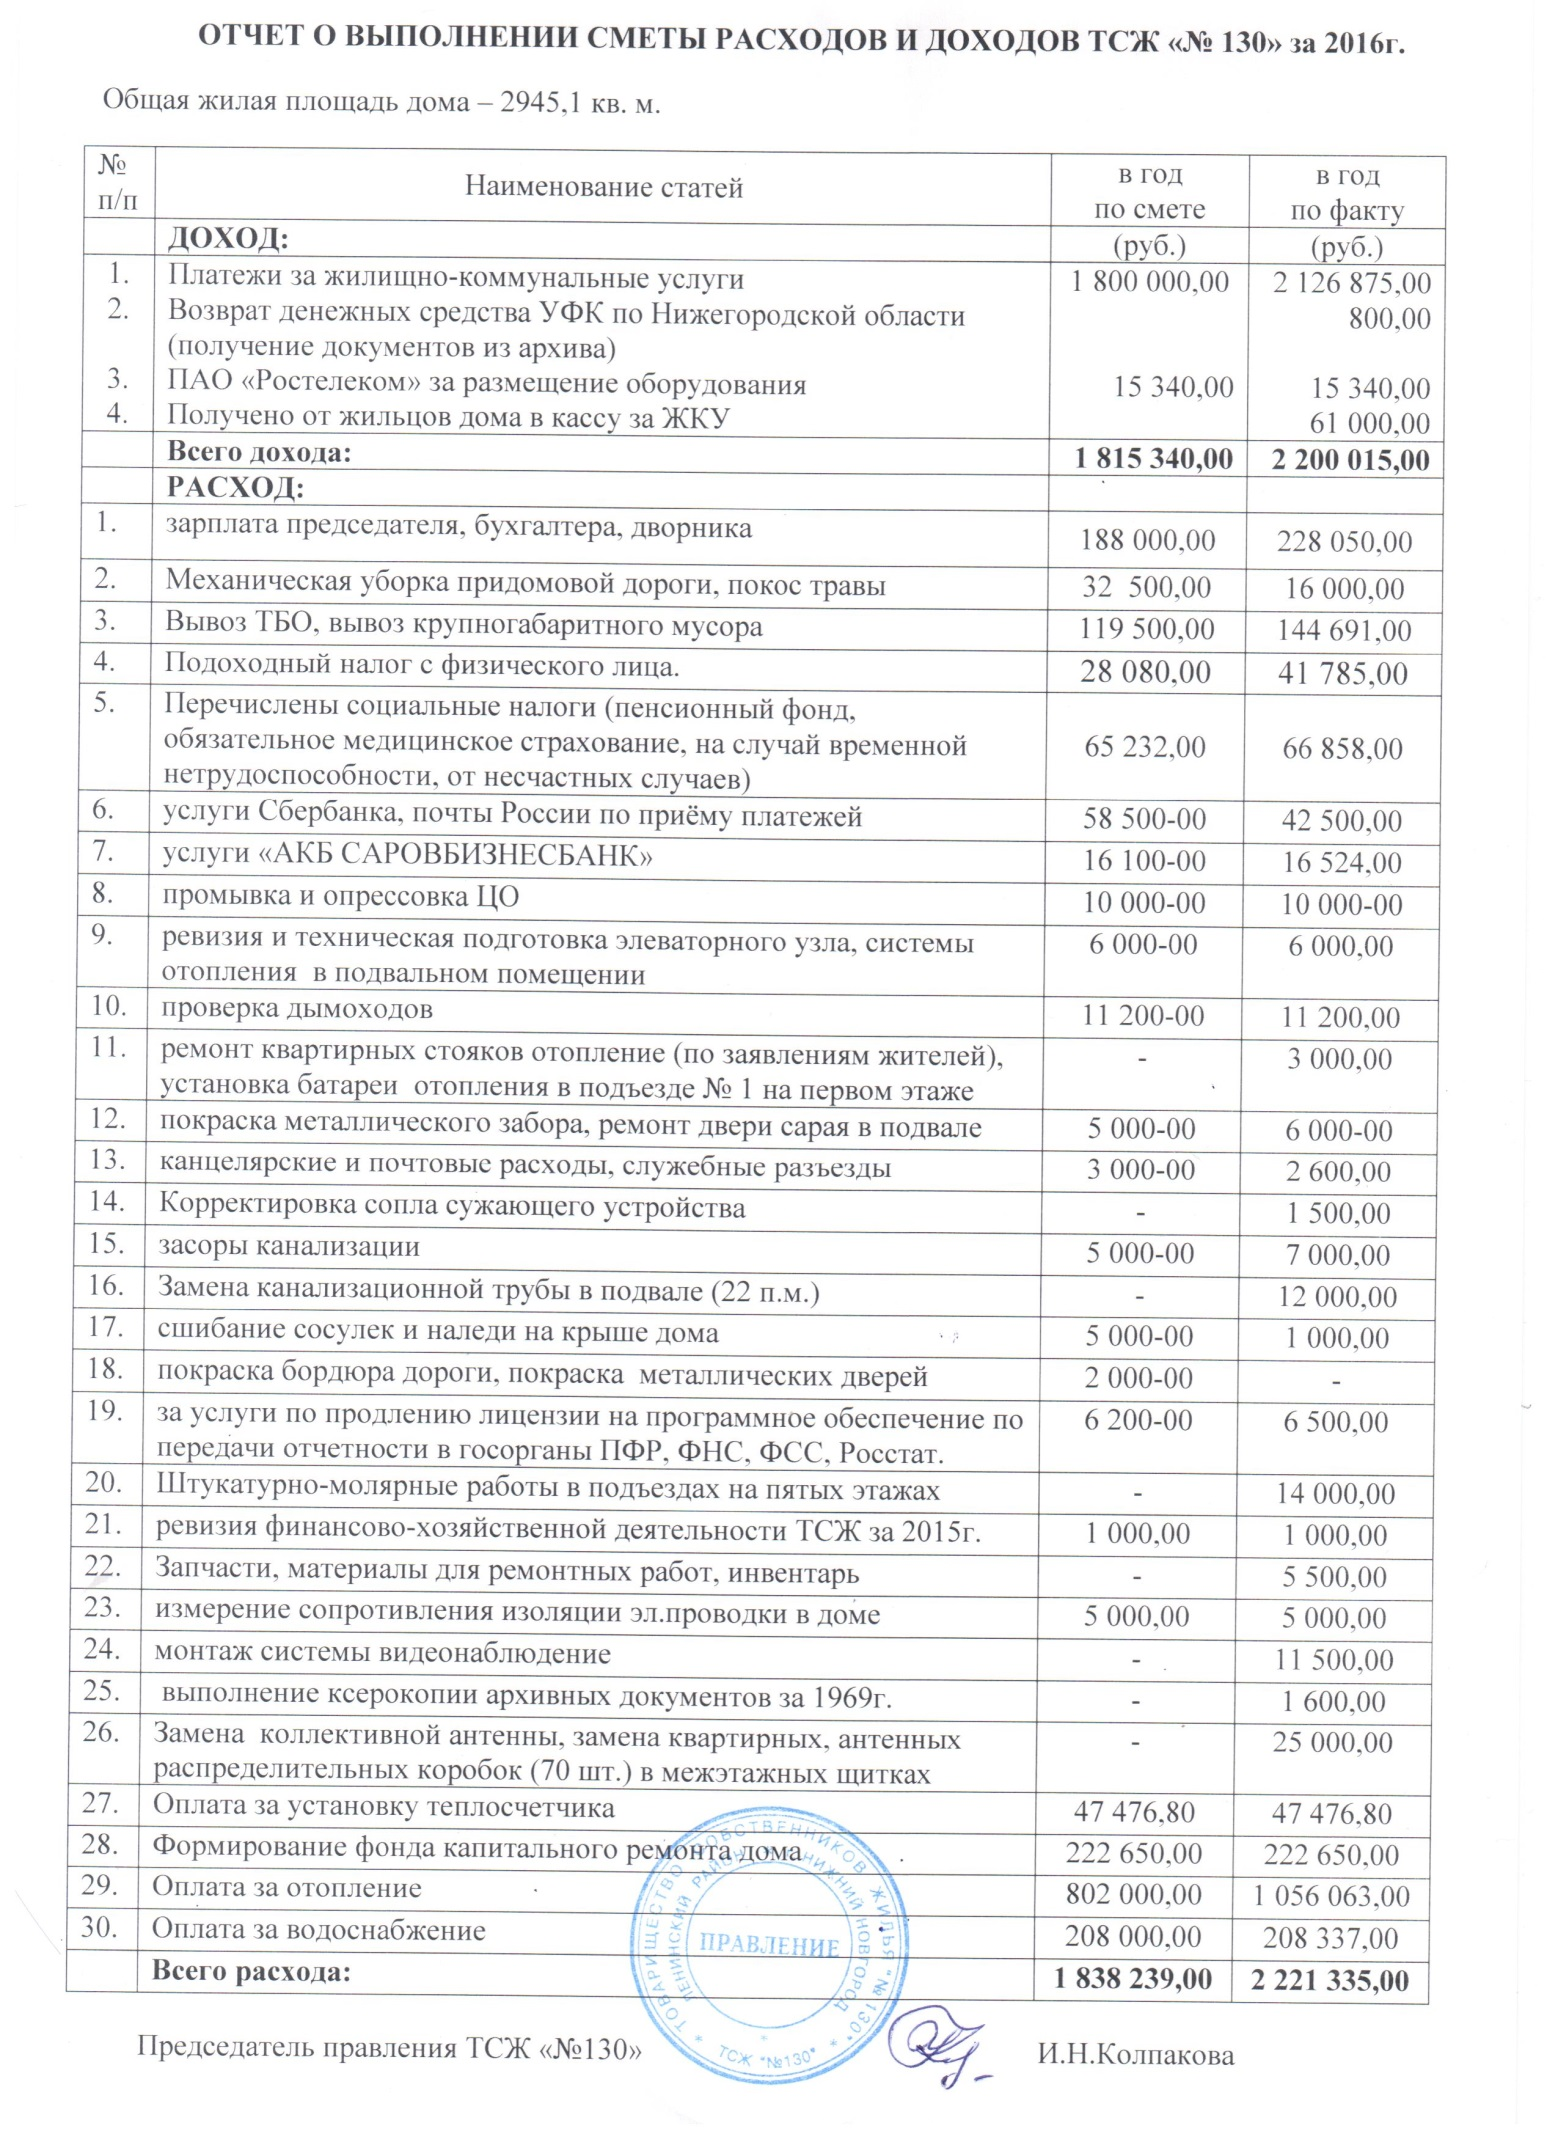 ОТЧЕТ О ВЫПОЛНЕНИИ СМЕТЫ РАСХОДОВ И ДОХОДОВ ТСЖ «№ 130» за 2016г.
Общая жилая площадь дома – 2945,1 кв. м.
№ п/п Наименование статей в год по смете в год по факту
ДОХОД: (руб.) (руб.)
1. Платежи за жилищно-коммунальные услуги 1 800 000,00 2 126 875,00
2. Возврат денежных средства УФК по Нижегородской области 800,00
(получение документов из архива)
3. ПАО «Ростелеком» за размещение оборудования 15 340,00 15 340,00
4. Получено от жильцов дома в кассу за ЖКУ 61 000,00
Всего дохода: 1 815 340,00 2 200 015,00
РАСХОД:
1. зарплата председателя, бухгалтера, дворника 188 000,00 228 050,00
2. Механическая уборка придомовой дороги, покос травы 32 500,00 16 000,00
3. Вывоз ТБО, вывоз крупногабаритного мусора 119 500,00 144 691,00
4. Подоходный налог с физического лица. 28 080,00 41 785,00
5. Перечислены социальные налоги (пенсионный фонд,
обязательное медицинское страхование, на случай временной 65 232,00 66 858,00
нетрудоспособности, от несчастных случаев)
6. услуги Сбербанка, почты России по приёму платежей 58 500-00 42 500,00
7. услуги «АКБ САРОВБИЗНЕСБАНК» 16 100-00 16 524,00
8. промывка и опрессовка ЦО 10 000-00 10 000-00
9. ревизия и техническая подготовка элеваторного узла, системы 6 000-00 6 000,00
отопления в подвальном помещении
10. проверка дымоходов 11 200-00 11 200,00
11. ремонт квартирных стояков отопление (по заявлениям жителей), - 3 000,00
установка батареи отопления в подъезде № 1 на первом этаже
12. покраска металлического забора, ремонт двери сарая в подвале 5 000-00 6 000-00
13. канцелярские и почтовые расходы, служебные разъезды 3 000-00 2 600,00
14. Корректировка сопла сужающего устройства - 1 500,00
15. засоры канализации 5 000-00 7 000,00
16. Замена канализационной трубы в подвале (22 п.м.) - 12 000,00
17. сшибание сосулек и наледи на крыше дома 5 000-00 1 000,00
18. покраска бордюра дороги, покраска металлических дверей 2 000-00 -
19. за услуги по продлению лицензии на программное обеспечение по 6 200-00 6 500,00
передачи отчетности в госорганы ПФР, ФНС, ФСС, Росстат.
20. Штукатурно-молярные работы в подъездах на пятых этажах - 14 000,00
21. ревизия финансово-хозяйственной деятельности ТСЖ за 2015г. 1 000,00 1 000,00
22. Запчасти, материалы для ремонтных работ, инвентарь - 5 500,00
23. измерение сопротивления изоляции эл.проводки в доме 5 000,00 5 000,00
24. монтаж системы видеонаблюдение - 11 500,00
25. выполнение ксерокопии архивных документов за 1969г. - 1 600,00
26. Замена коллективной антенны, замена квартирных, антенных - 25 000,00
распределительных коробок (70 шт.) в межэтажных щитках
27. Оплата за установку теплосчетчика 47 476,80 47 476,80
28. Формирование фонда капитального ремонта дома 222 650,00 222 650,00
29. Оплата за отопление 802 000,00 1 056 063,00
30. Оплата за водоснабжение 208 000,00 208 337,00
Всего расхода: 1 838 239,00 2 221 335,00
ТОВАРИЩЕСТВО СОБСТВЕННИКОВ ЖИЛЬЯ "№ 130"
ЛЕНИНСКИЙ РАЙОН НИЖНИЙ НОВГОРОД
ПРАВЛЕНИЕ
ТСЖ "№130"
Председатель правления ТСЖ «№130» И.Н.Колпакова